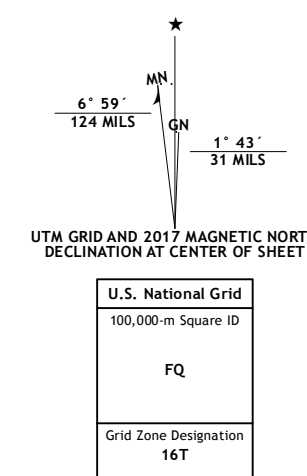 ★
MN
6° 59´
124 MILS
GN
1° 43´
31 MILS
UTM GRID AND 2017 MAGNETIC NORT
DECLINATION AT CENTER OF SHEET
U.S. National Grid
100,000-m Square ID
FQ
Grid Zone Designation
16T